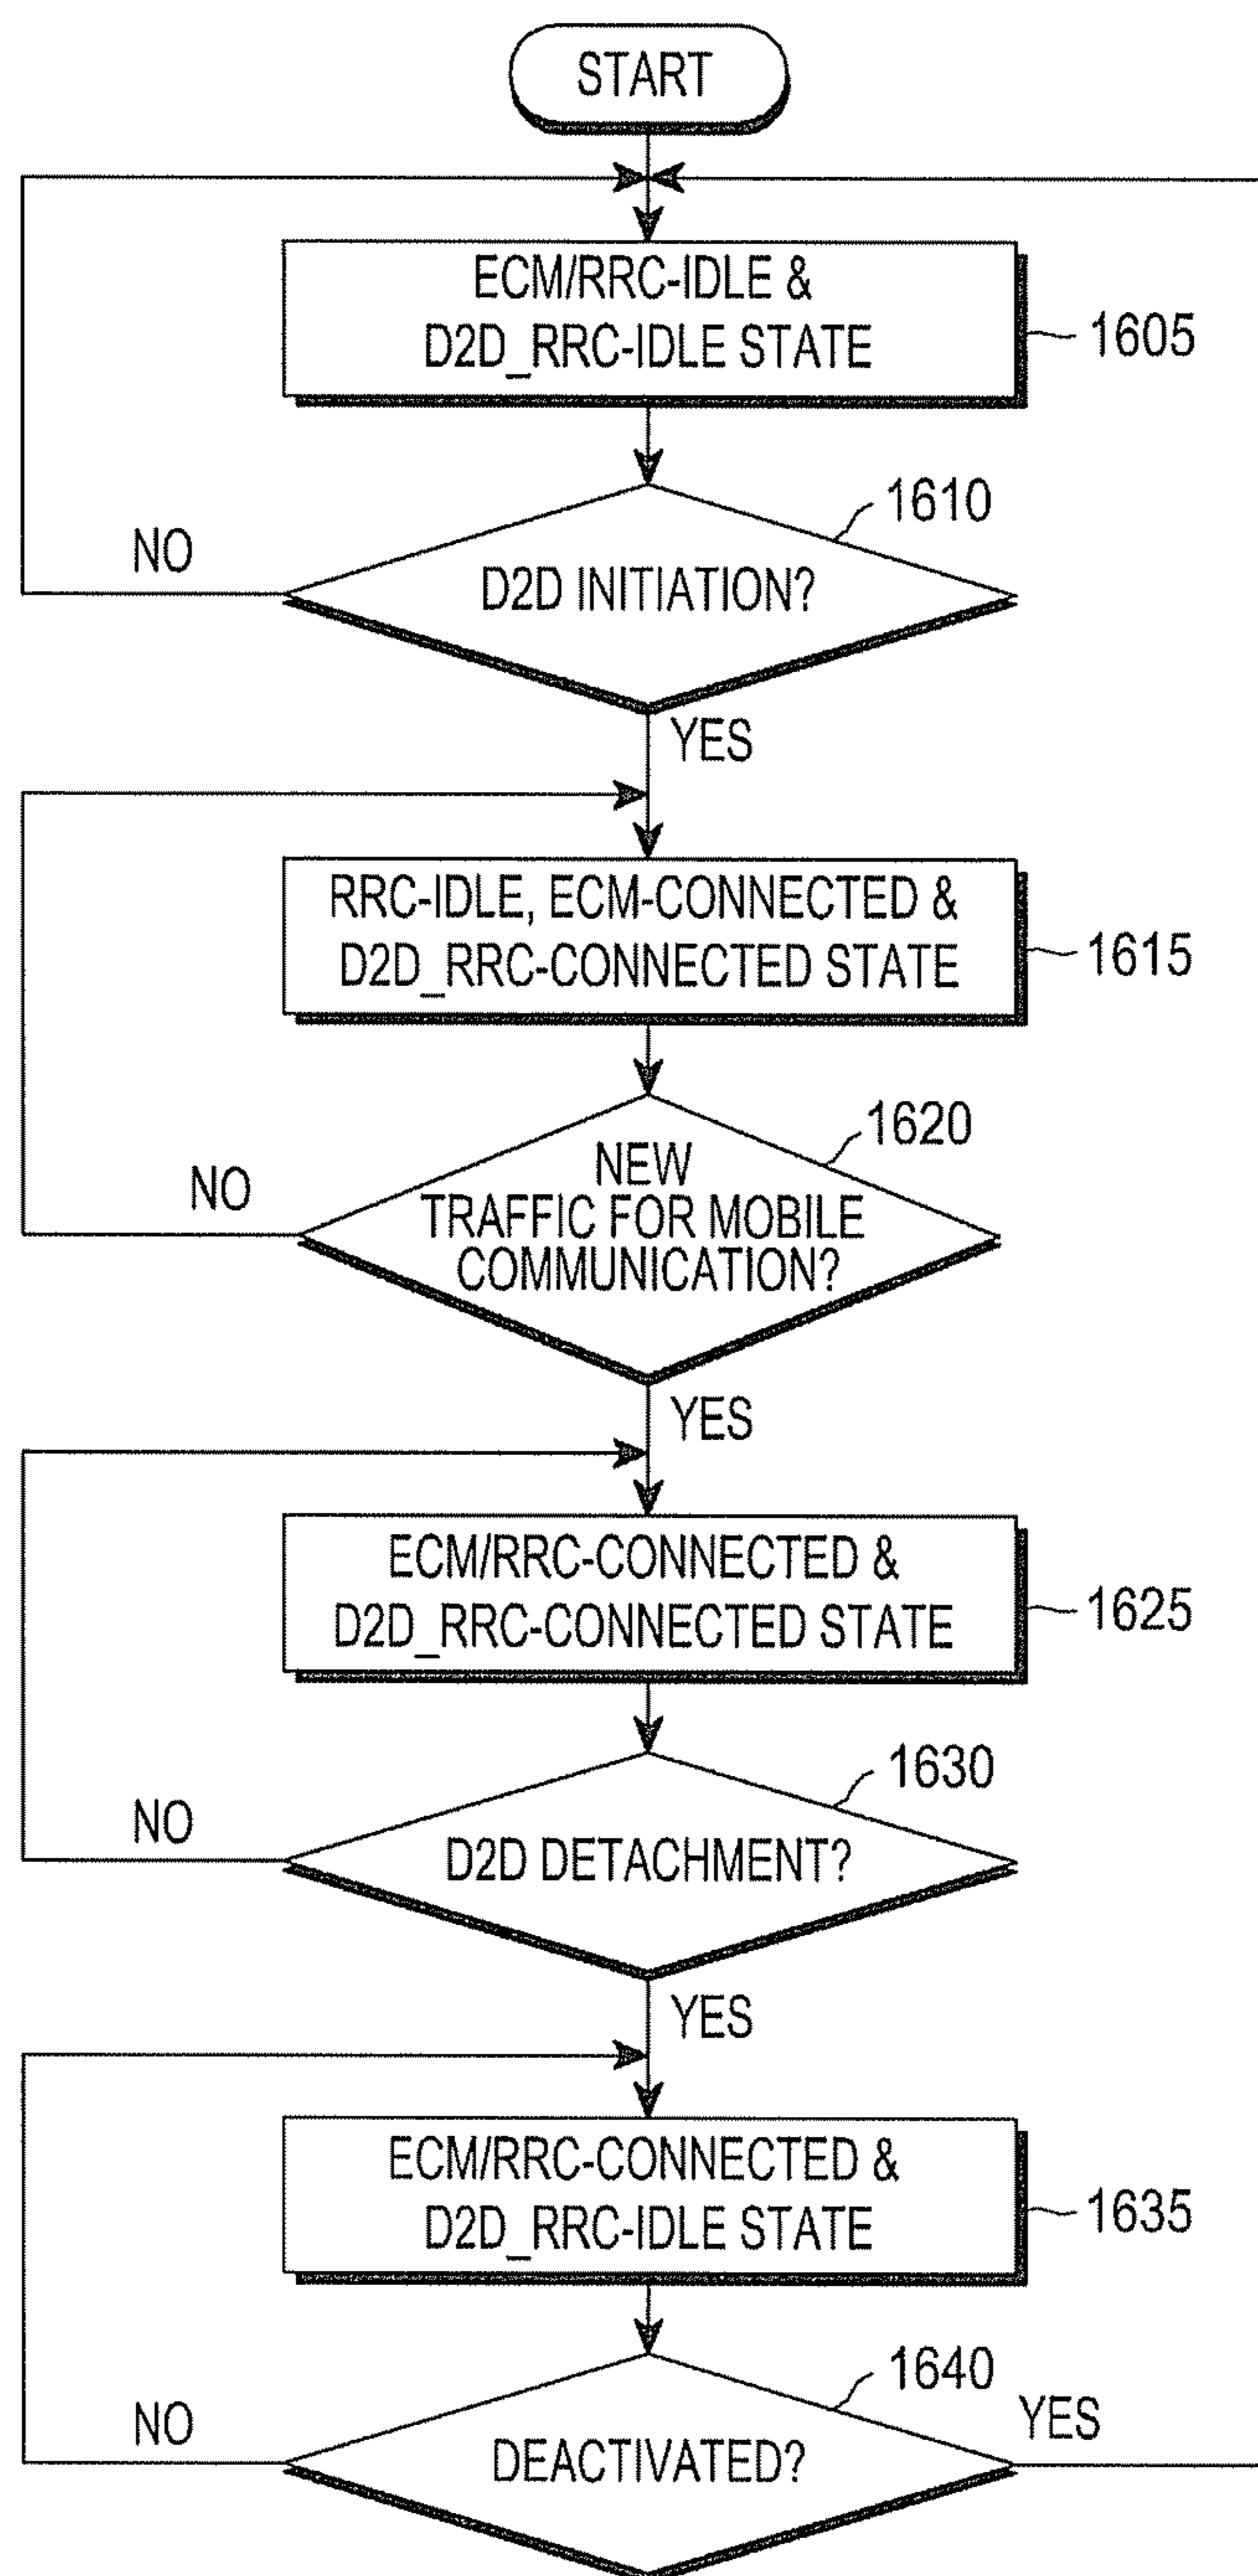 START
ECM/RRC-IDLE &
D2D_RRC-IDLE STATE
1605
1610
NO
D2D INITIATION?
YES
RRC-IDLE, ECM-CONNECTED &
D2D_RRC-CONNECTED STATE
1615
1620
NO
NEW
TRAFFIC FOR MOBILE
COMMUNICATION?
YES
ECM/RRC-CONNECTED &
D2D_RRC-CONNECTED STATE
1625
1630
NO
D2D DETACHMENT?
YES
ECM/RRC-CONNECTED &
D2D_RRC-IDLE STATE
1635
1640
NO
YES
DEACTIVATED?